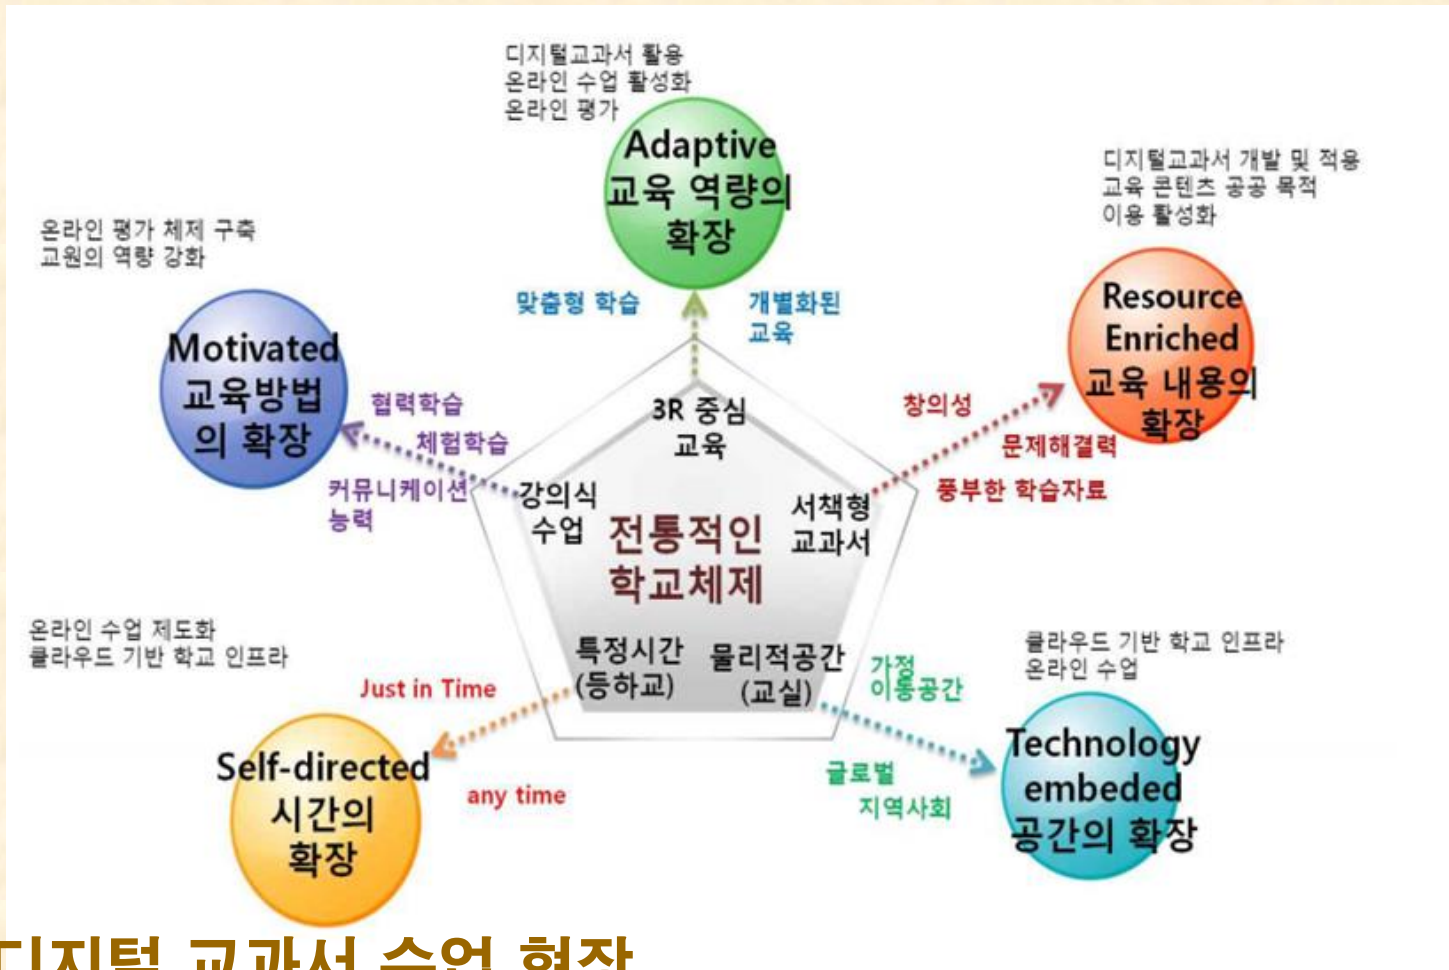 디지털교과서 활용
온라인 수업 활성화
온라인 평가
Adaptive
교육 역량의
확장
디지털교과서 개발 및 적용
교육 콘텐츠 공공 목적
이용 활성화
Resource
Enriched
교육 내용의
확장
온라인 평가 체제 구축
교원의 역량 강화
Motivated
교육방법
의 확장
맞춤형 학습
개별화된
교육
협력학습
체험학습
커뮤니케이션
능력
창의성
문제해결력
풍부한 학습자료
3R 중심
교육
강의식
수업
서책형
교과서
전통적인
학교체제
특정시간
(등하교)
물리적공간
(교실)
온라인 수업 제도화
클라우드 기반 학교 인프라
Just in Time
any time
Self-directed
시간의
확장
가정
이동공간
글로벌
지역사회
클라우드 기반 학교 인프라
온라인 수업
Technology
embeded
공간의 확장
디지털 교과서 수업 현장